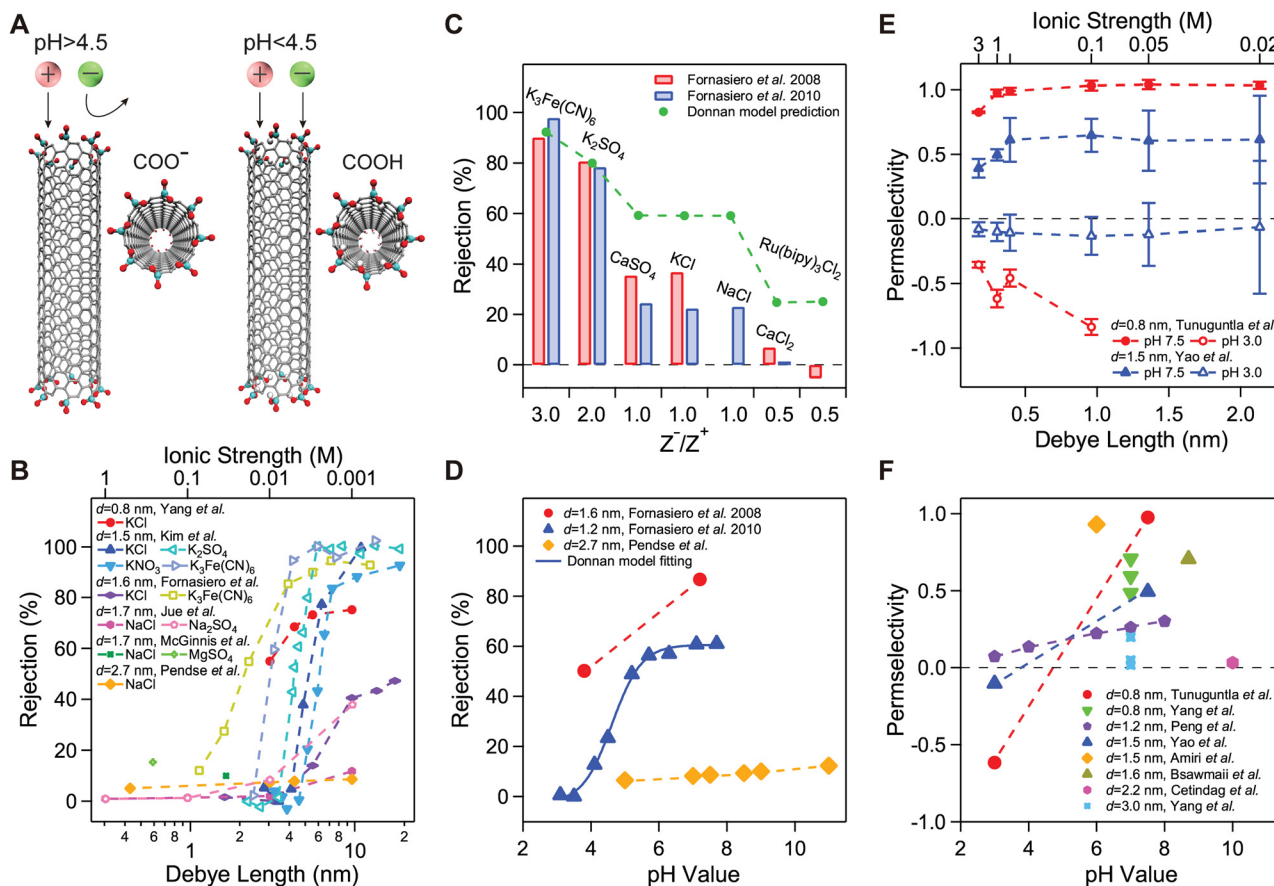 A
pH>4.5
pH<4.5
+
−
+
−
COO⁻
COOH
B
Ionic Strength (M)
1
0.1
0.01
0.001
d=0.8 nm, Yang et al.
KCl
d=1.5 nm, Kim et al.
KCl K₂SO₄
KNO₃ K₃Fe(CN)₆
d=1.6 nm, Fornasiero et al.
KCl K₃Fe(CN)₆
d=1.7 nm, Jue et al.
NaCl Na₂SO₄
d=1.7 nm, McGinnis et al.
NaCl MgSO₄
d=2.7 nm, Pendse et al.
NaCl
Rejection (%)
100
80
60
40
20
0
4 6 8 1 2 4 6 8 10 2
Debye Length (nm)
C
Fornasiero et al. 2008
Fornasiero et al. 2010
Donnan model prediction
K₃Fe(CN)₆
K₂SO₄
CaSO₄
KCl
NaCl
CaCl₂
Ru(bipy)₃Cl₂
Rejection (%)
100
80
60
40
20
0
3.0 2.0 1.0 1.0 1.0 0.5 0.5
Z⁻/Z⁺
D
d=1.6 nm, Fornasiero et al. 2008
d=1.2 nm, Fornasiero et al. 2010
d=2.7 nm, Pendse et al.
Donnan model fitting
Rejection (%)
100
80
60
40
20
0
2 4 6 8 10
pH Value
E
Ionic Strength (M)
3 1 0.1 0.05 0.02
Permselectivity
1.0
0.5
0.0
-0.5
-1.0
d=0.8 nm, Tunuguntla et al.
pH 7.5 pH 3.0
d=1.5 nm, Yao et al.
pH 7.5 pH 3.0
0.5 1.0 1.5 2.0
Debye Length (nm)
F
Permselectivity
1.0
0.5
0.0
-0.5
-1.0
d=0.8 nm, Tunuguntla et al.
d=0.8 nm, Yang et al.
d=1.2 nm, Peng et al.
d=1.5 nm, Yao et al.
d=1.5 nm, Amiri et al.
d=1.6 nm, Bsawmaii et al.
d=2.2 nm, Cetindag et al.
d=3.0 nm, Yang et al.
2 4 6 8 10
pH Value